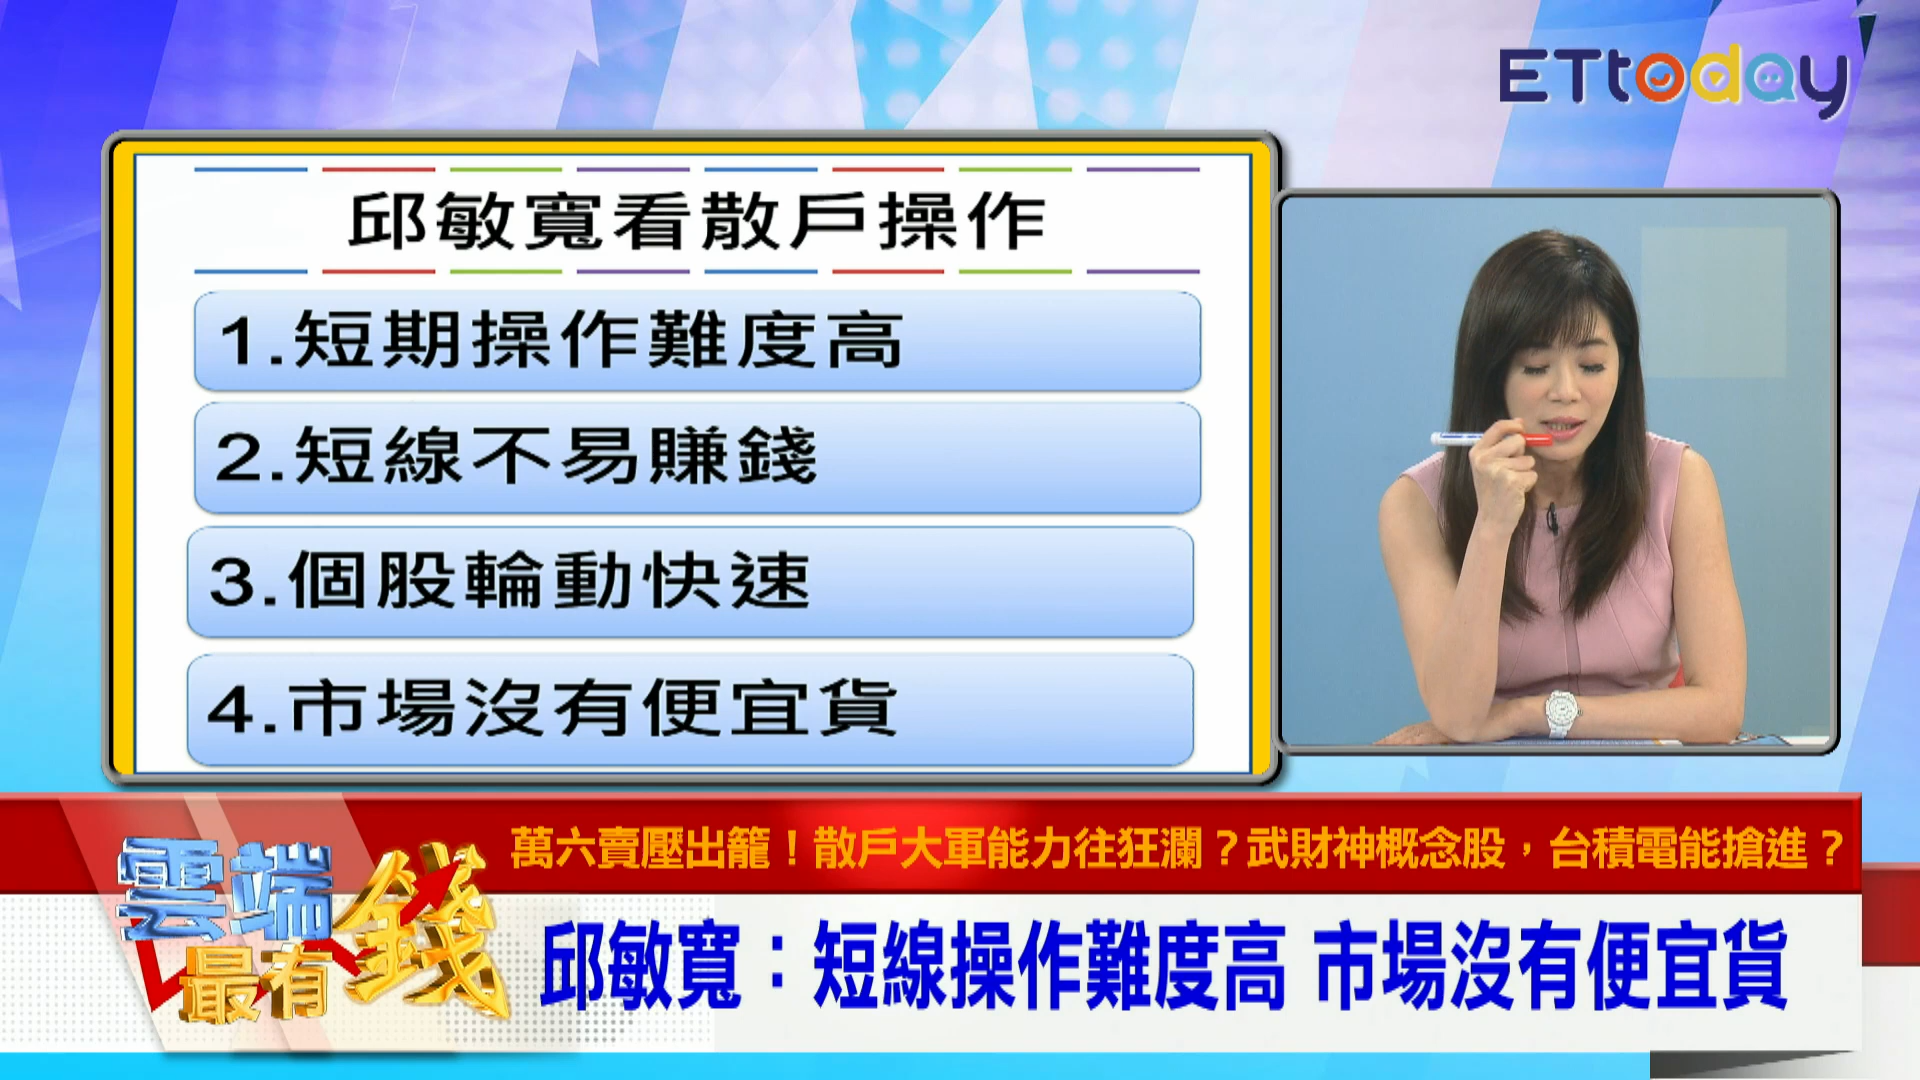 ETtoday
邱敏寬看散戶操作
1.短期操作難度高
2.短線不易賺錢
3.個股輪動快速
4.市場沒有便宜貨
萬六賣壓出籠！散戶大軍能力往狂瀾？武財神概念股，台積電能搶進？
雲端最有錢
邱敏寬：短線操作難度高 市場沒有便宜貨